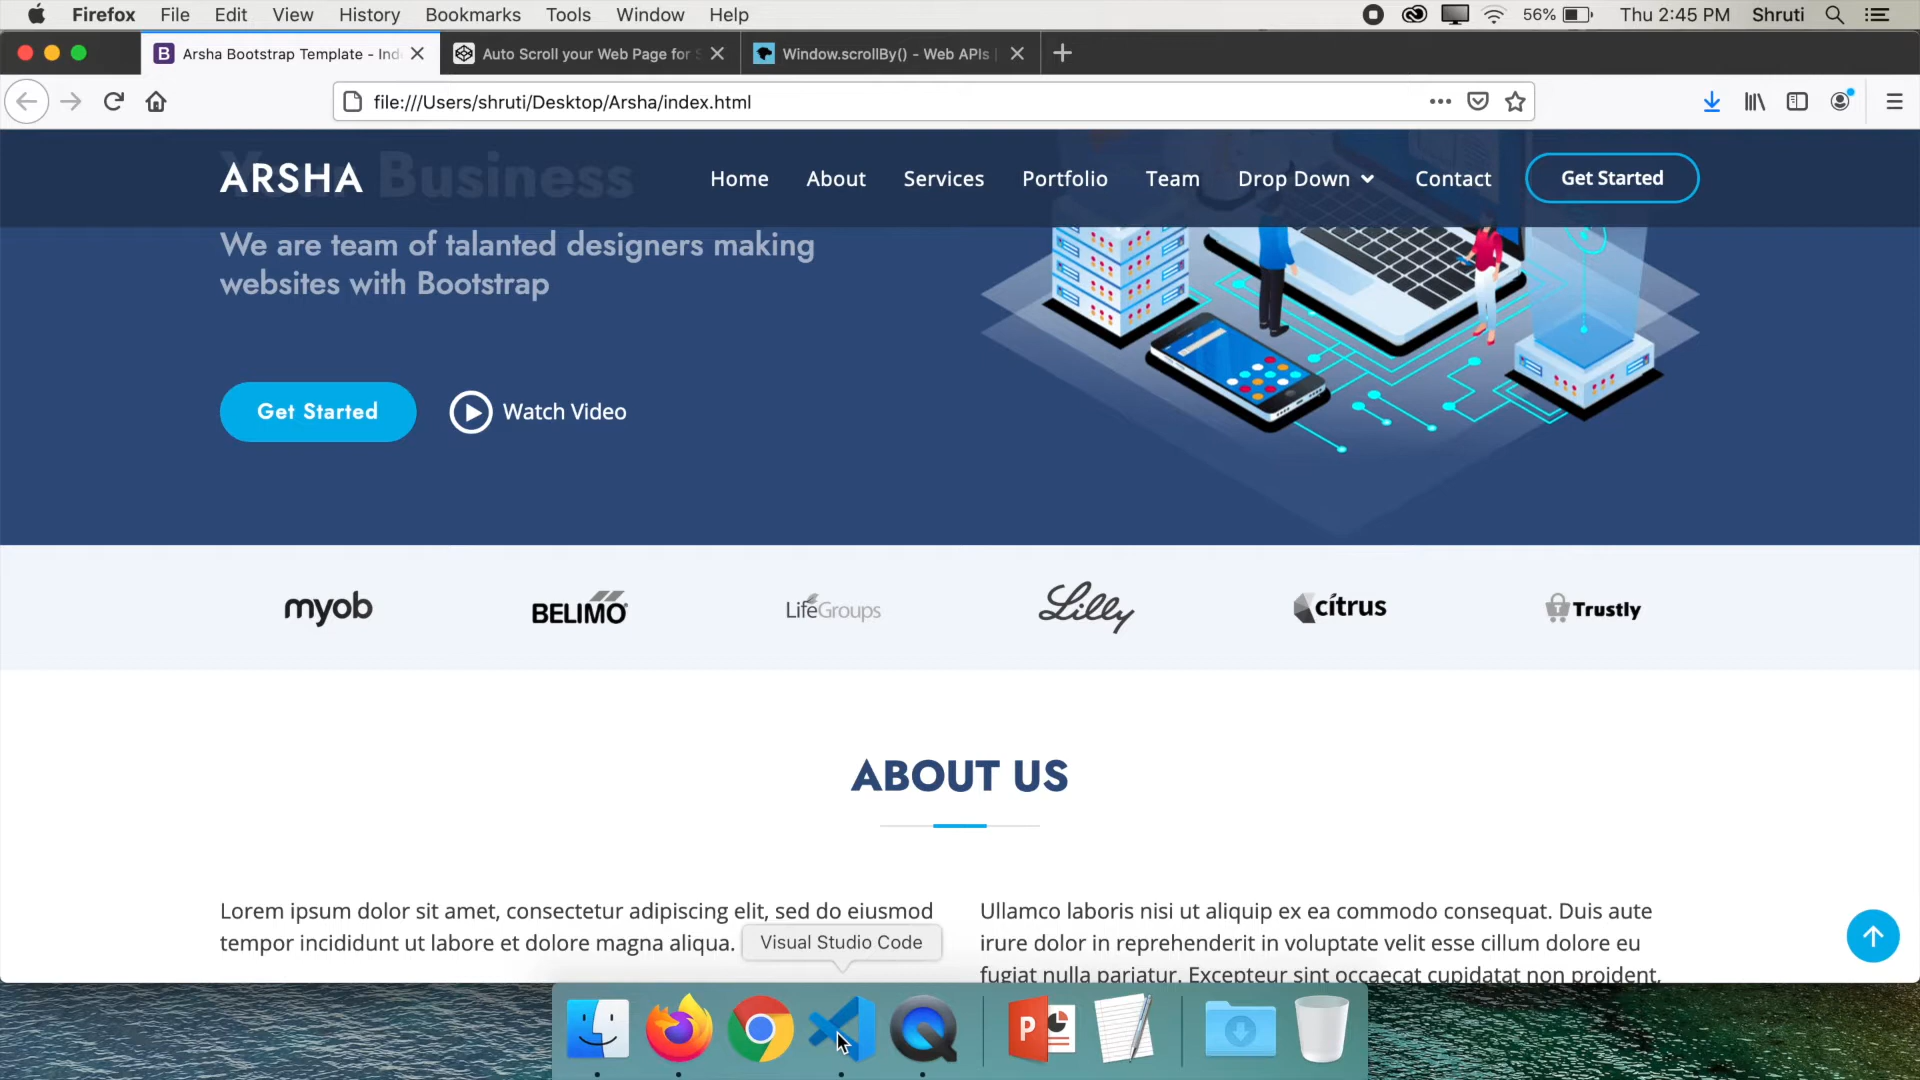 Firefox File Edit View History Bookmarks Tools Window Help 56% Thu 2:45 PM Shruti
Arsha Bootstrap Template - Ind
Auto Scroll your Web Page for S
Window.scrollBy() - Web APIs |
file:///Users/shruti/Desktop/Arsha/index.html
Your Business
ARSHA Home About Services Portfolio Team Drop Down Contact Get Started
We are team of talanted designers making
websites with Bootstrap
Get Started Watch Video
myob BELIMO LifeGroups Lilly citrus Trustly
ABOUT US
Lorem ipsum dolor sit amet, consectetur adipiscing elit, sed do eiusmod
tempor incididunt ut labore et dolore magna aliqua.
Ullamco laboris nisi ut aliquip ex ea commodo consequat. Duis aute
irure dolor in reprehenderit in voluptate velit esse cillum dolore eu
fugiat nulla pariatur. Excepteur sint occaecat cupidatat non proident,
Visual Studio Code